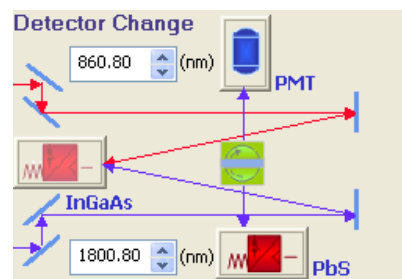 Detector Change
860.80 (nm)
PMT
InGaAs
1800.80 (nm)
PbS